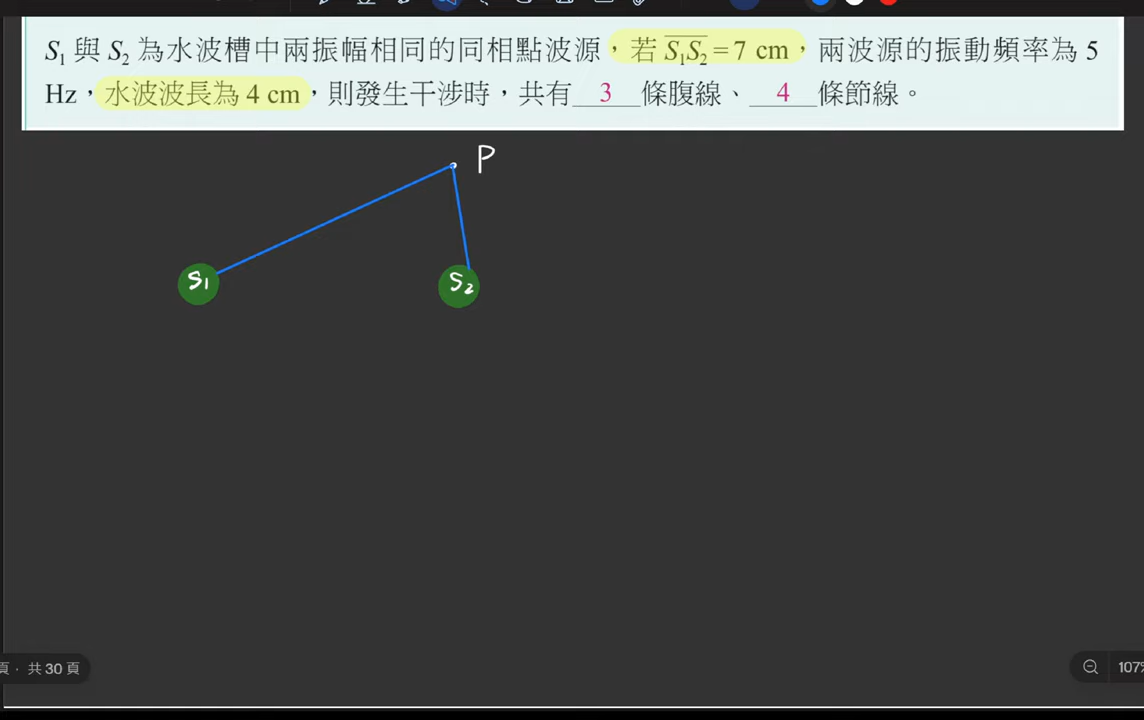 S₁ 與 S₂ 為水波槽中兩振幅相同的同相點波源，若 S₁S₂ = 7 cm，兩波源的振動頻率為 5
Hz，水波波長為 4 cm，則發生干涉時，共有 3 條腹線、 4 條節線。
P
S₁
S₂
頁 · 共 30 頁
107%